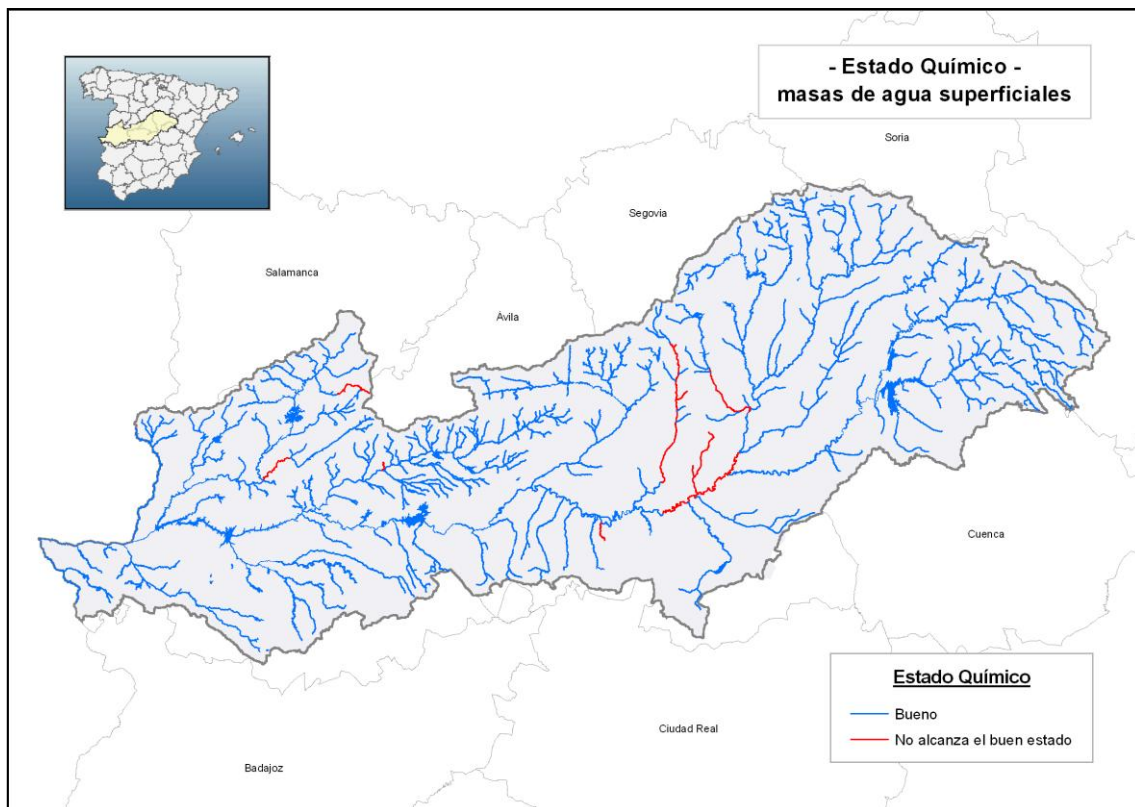 - Estado Químico -
masas de agua superficiales
Soria
Segovia
Salamanca
Ávila
Cuenca
Estado Químico
Bueno
No alcanza el buen estado
Ciudad Real
Badajoz